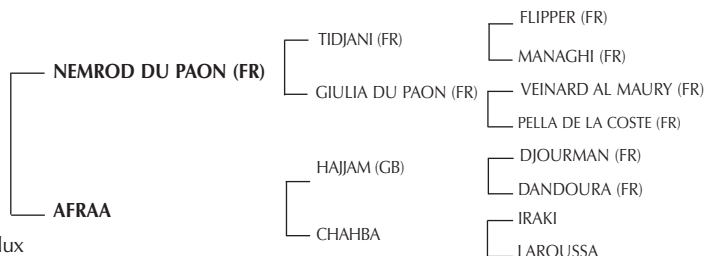 FLIPPER (FR)
TIDJANI (FR)
MANAGHI (FR)
NEMROD DU PAON (FR)
GIULIA DU PAON (FR)
VEINARD AL MAURY (FR)
PELLA DE LA COSTE (FR)
DJOURMAN (FR)
HAJJAM (GB)
DANDOURA (FR)
AFRAA
IRAKI
CHAHBA
LAROUSSA
lux